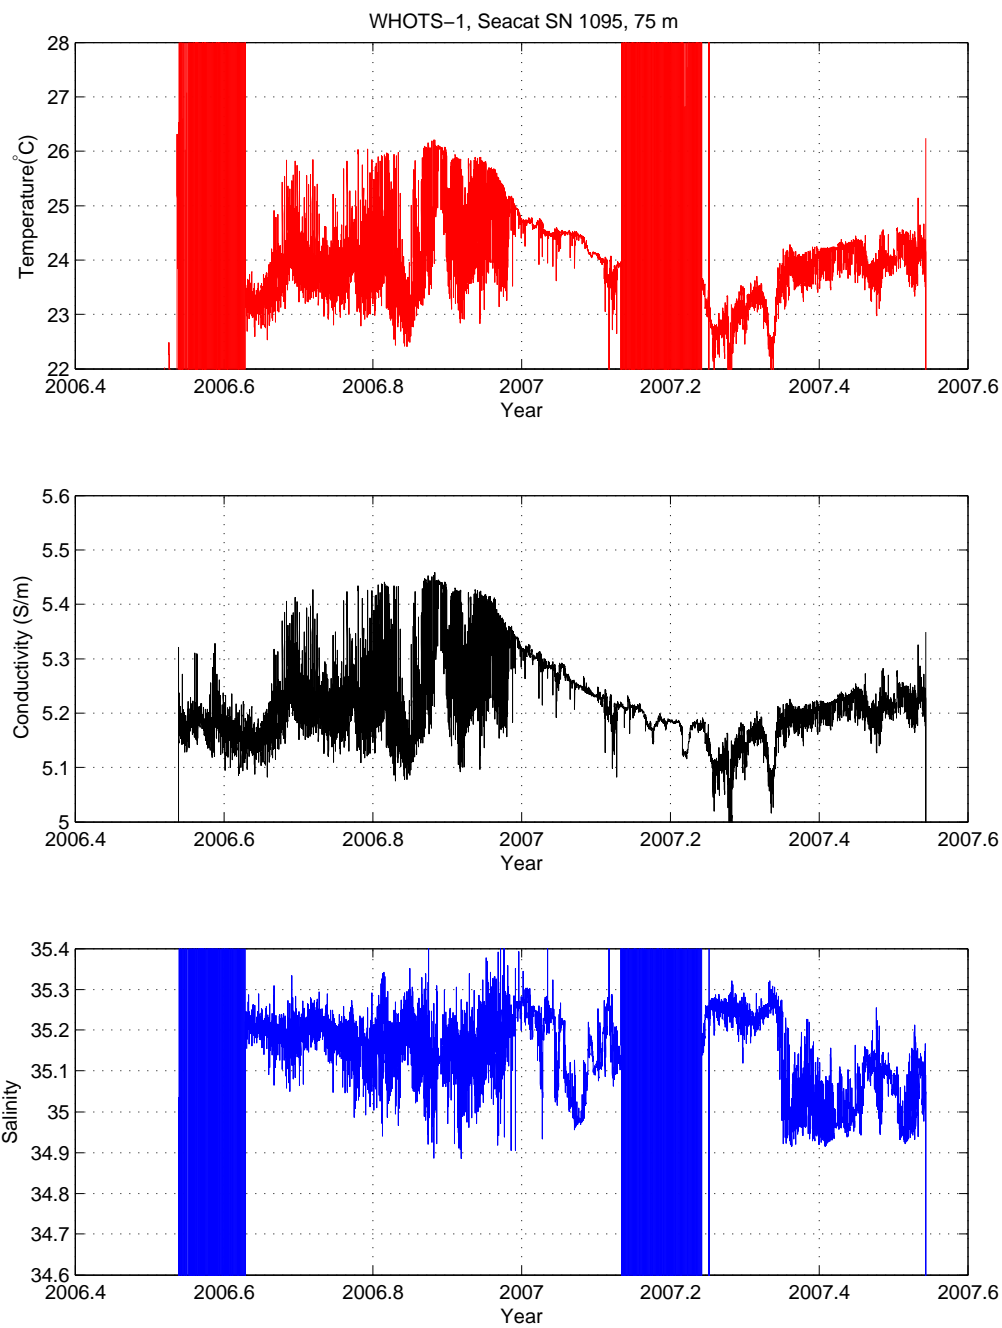 WHOTS−1, Seacat SN 1095, 75 m
28
27
26
25
24
23
22
Temperature(°C)
2006.4 2006.6 2006.8 2007 2007.2 2007.4 2007.6
Year
5.6
5.5
5.4
5.3
5.2
5.1
5
Conductivity (S/m)
2006.4 2006.6 2006.8 2007 2007.2 2007.4 2007.6
Year
35.4
35.3
35.2
35.1
35
34.9
34.8
34.7
34.6
Salinity
2006.4 2006.6 2006.8 2007 2007.2 2007.4 2007.6
Year